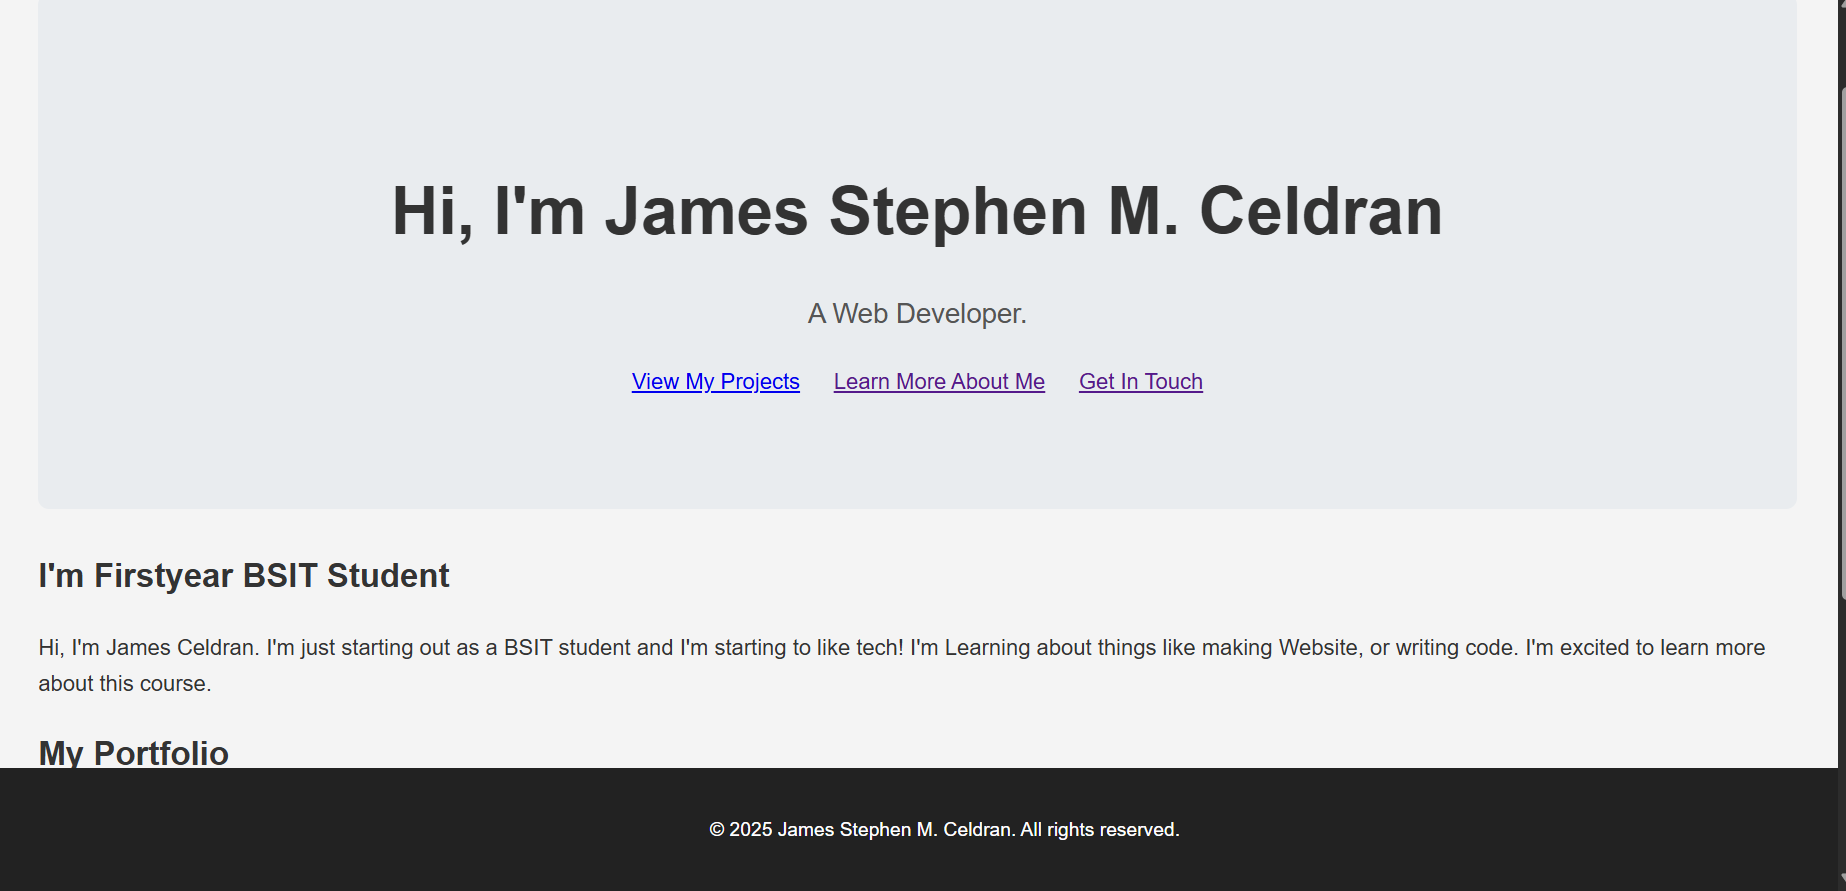 Hi, I'm James Stephen M. Celdran
A Web Developer.
View My Projects Learn More About Me Get In Touch
I'm Firstyear BSIT Student
Hi, I'm James Celdran. I'm just starting out as a BSIT student and I'm starting to like tech! I'm Learning about things like making Website, or writing code. I'm excited to learn more
about this course.
My Portfolio
© 2025 James Stephen M. Celdran. All rights reserved.